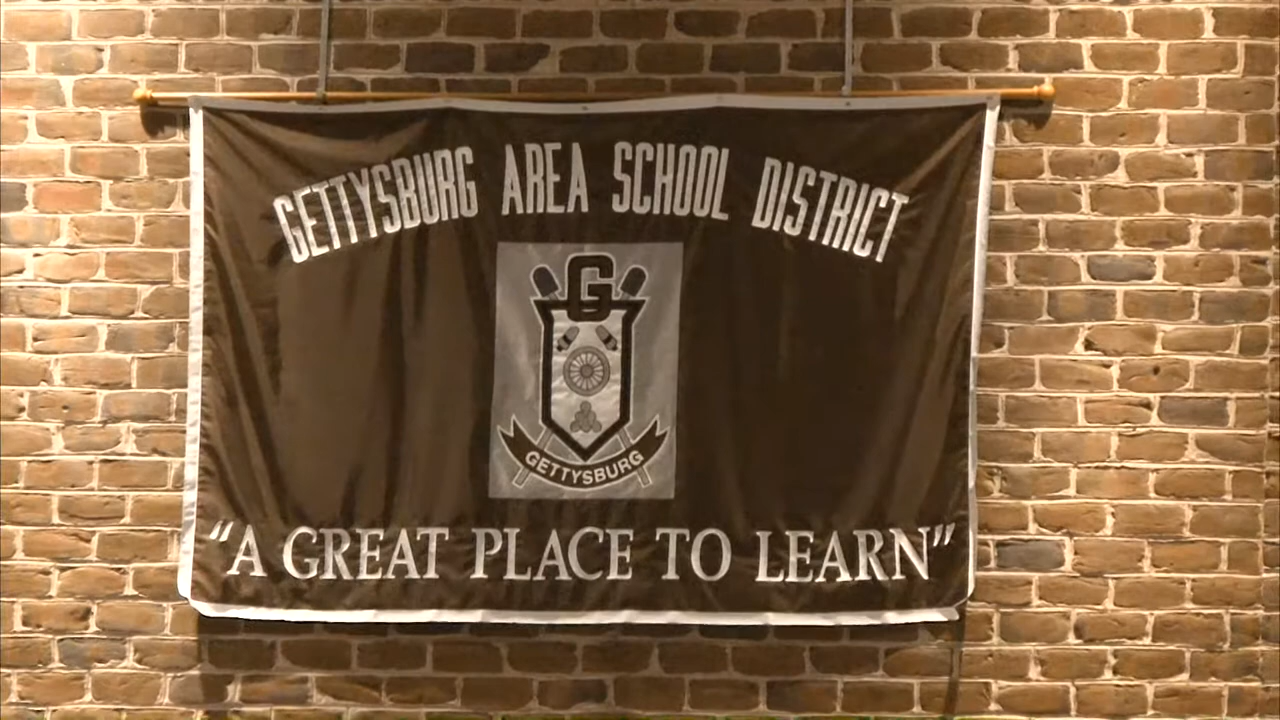 GETTYSBURG AREA SCHOOL DISTRICT
G
GETTYSBURG
"A GREAT PLACE TO LEARN"